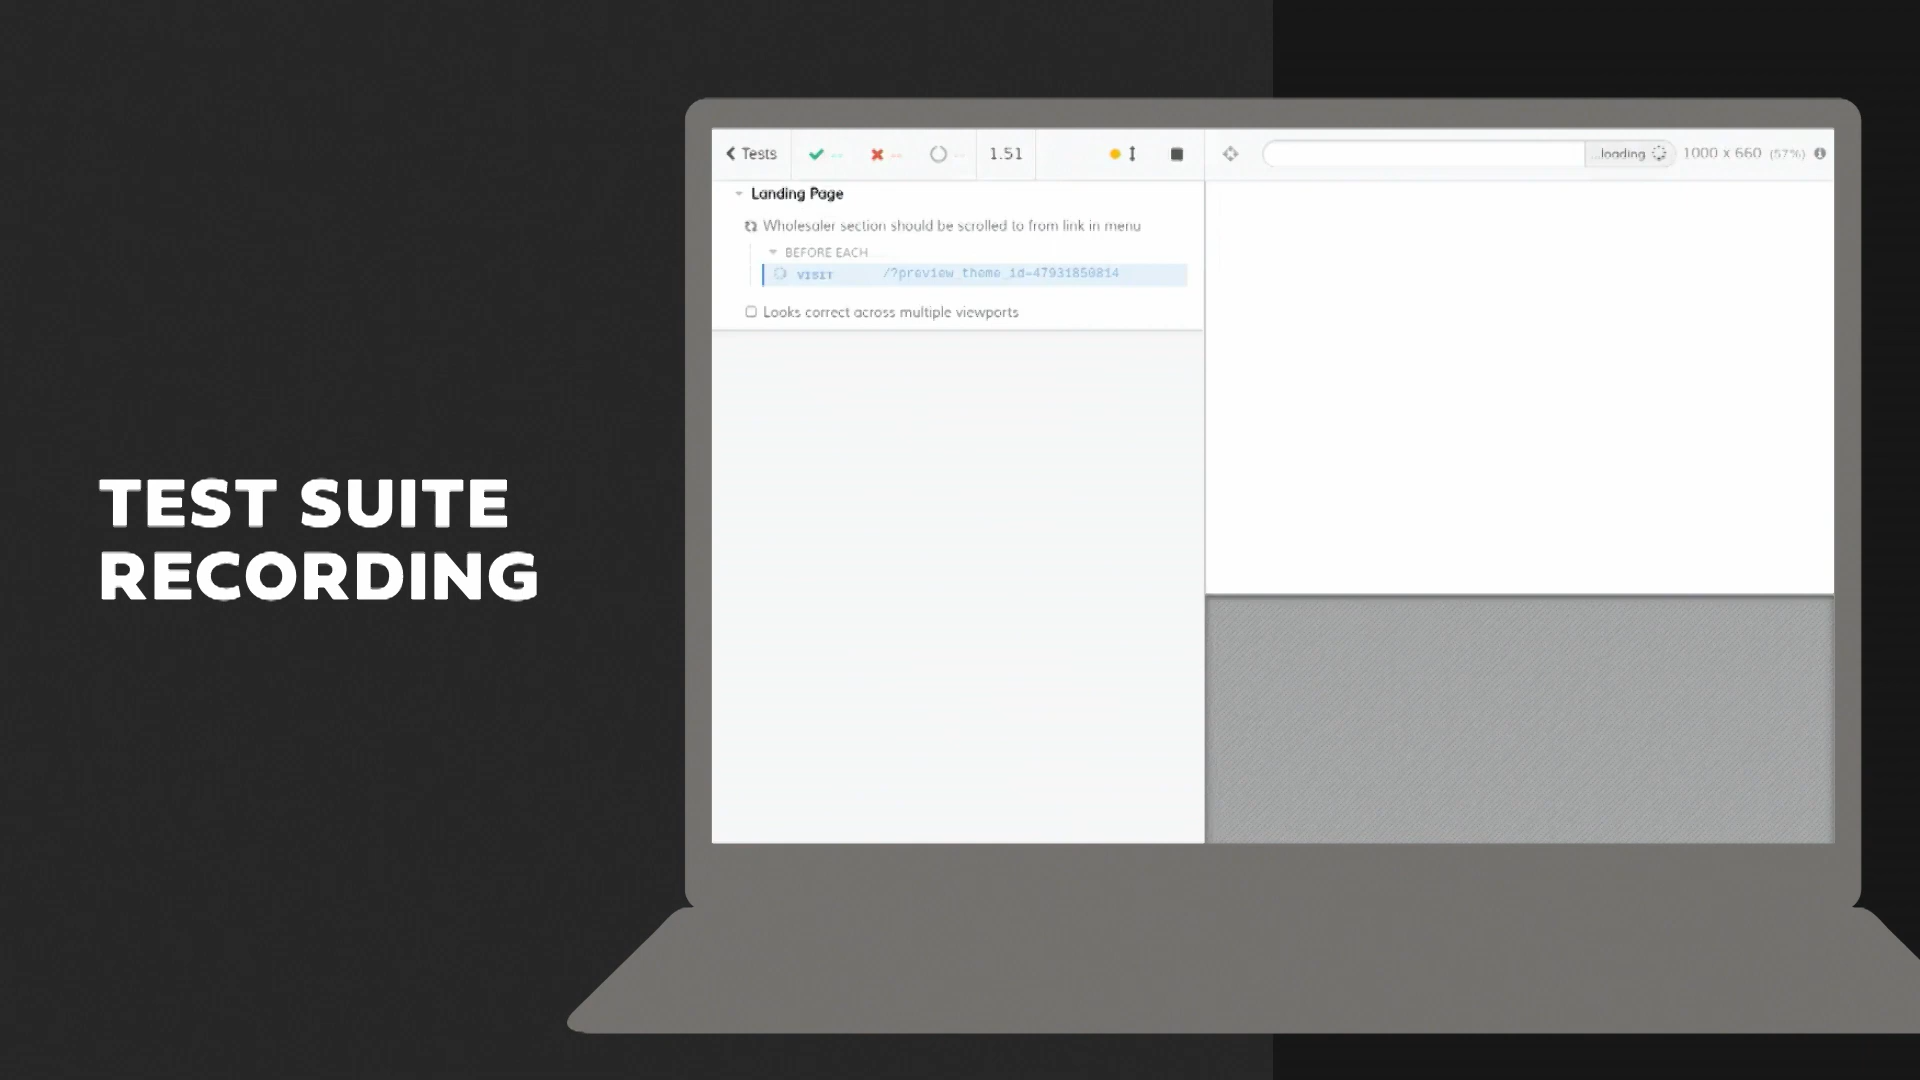 TEST SUITE
RECORDING
Tests -- -- -- 1.51
..loading 1000 x 660 (57%)
Landing Page
Wholesaler section should be scrolled to from link in menu
BEFORE EACH
VISIT /?preview_theme_id=47931850814
Looks correct across multiple viewports